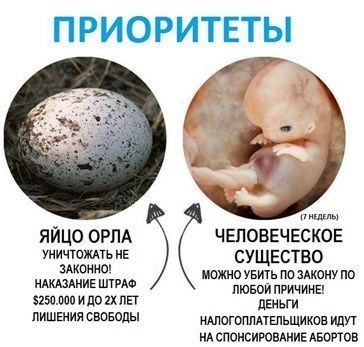 ПРИОРИТЕТЫ
(7 НЕДЕЛЬ)
ЯЙЦО ОРЛА
УНИЧТОЖАТЬ НЕ
ЗАКОННО!
НАКАЗАНИЕ ШТРАФ
$250.000 И ДО 2Х ЛЕТ
ЛИШЕНИЯ СВОБОДЫ
ЧЕЛОВЕЧЕСКОЕ
СУЩЕСТВО
МОЖНО УБИТЬ ПО ЗАКОНУ ПО
ЛЮБОЙ ПРИЧИНЕ!
ДЕНЬГИ
НАЛОГОПЛАТЕЛЬЩИКОВ ИДУТ
НА СПОНСИРОВАНИЕ АБОРТОВ